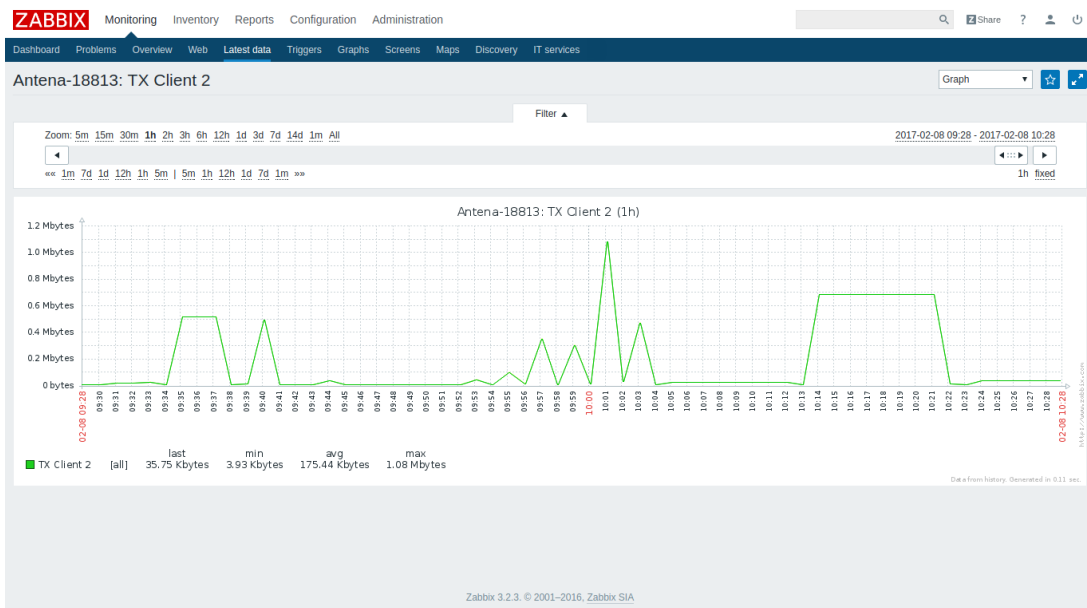 ZABBIX Monitoring Inventory Reports Configuration Administration Z Share ?
Dashboard Problems Overview Web Latest data Triggers Graphs Screens Maps Discovery IT services
Antena-18813: TX Client 2 Graph
Filter
Zoom: 5m 15m 30m 1h 2h 3h 6h 12h 1d 3d 7d 14d 1m All 2017-02-08 09:28 - 2017-02-08 10:28
«« 1m 7d 1d 12h 1h 5m | 5m 1h 12h 1d 7d 1m »» 1h fixed
Antena-18813: TX Client 2 (1h)
1.2 Mbytes
1.0 Mbytes
0.8 Mbytes
0.6 Mbytes
0.4 Mbytes
0.2 Mbytes
0 bytes
02-08 09:28 09:30 09:31 09:32 09:33 09:34 09:35 09:36 09:37 09:38 09:39 09:40 09:41 09:42 09:43 09:44 09:45 09:46 09:47 09:48 09:49 09:50 09:51 09:52 09:53 09:54 09:55 09:56 09:57 09:58 09:59 10:00 10:01 10:02 10:03 10:04 10:05 10:06 10:07 10:08 10:09 10:10 10:11 10:12 10:13 10:14 10:15 10:16 10:17 10:18 10:19 10:20 10:21 10:22 10:23 10:24 10:25 10:26 10:27 10:28 02-08 10:28
https://www.zabbix.com
last min avg max
TX Client 2 [all] 35.75 Kbytes 3.93 Kbytes 175.44 Kbytes 1.08 Mbytes
Data from history. Generated in 0.11 sec.
Zabbix 3.2.3. © 2001–2016, Zabbix SIA